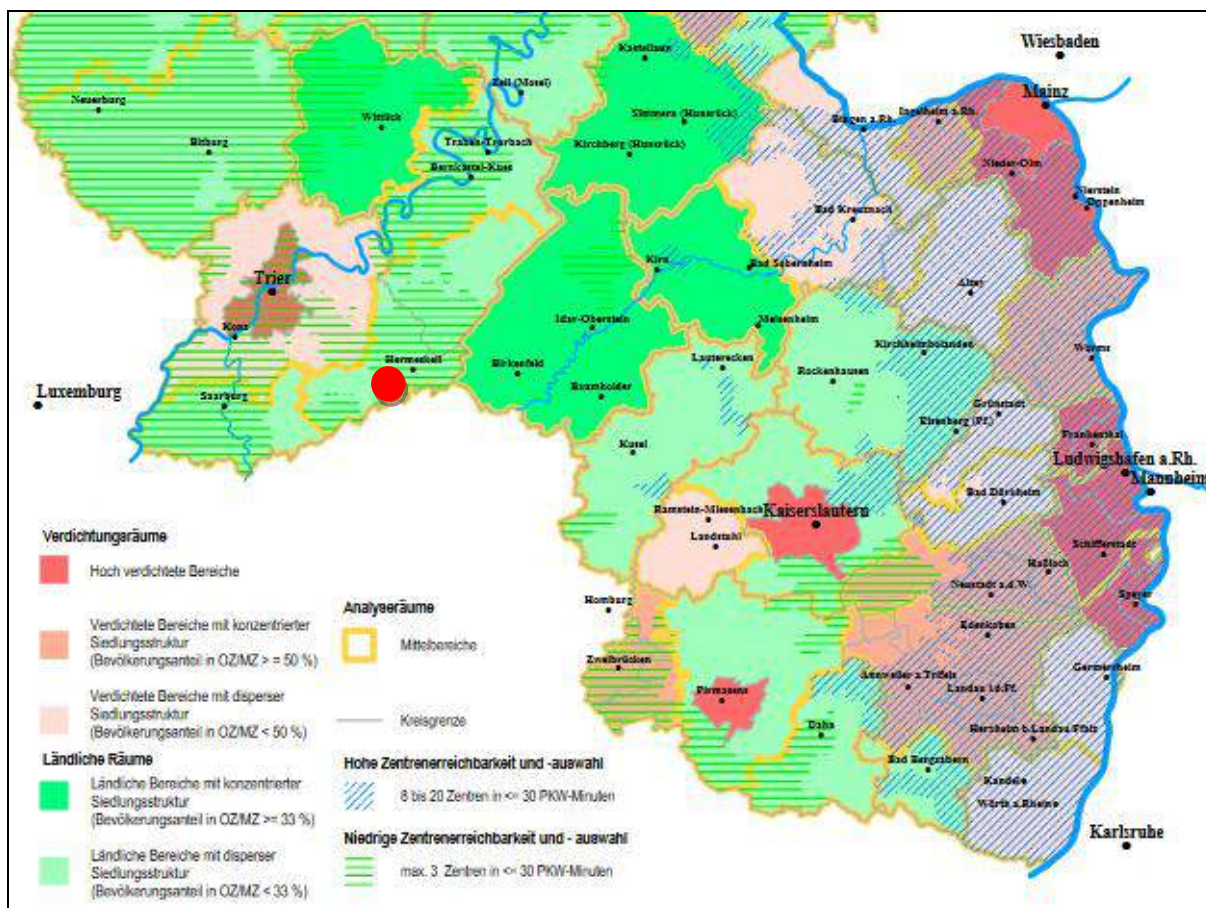 Wiesbaden
Kastellaun
Mainz
Zell (Mosel)
Ingelheim a.Rh.
Neuerburg
Wittlich
Simmern (Hunsrück)
Bingen a.Rh.
Bitburg
Traben-Trarbach
Kirchberg (Hunsrück)
Nieder-Olm
Bernkastel-Kues
Nierstein
Oppenheim
Bad Kreuznach
Trier
Kirn
Bad Sobernheim
Alzey
Konz
Idar-Oberstein
Meisenheim
Kirchheimbolanden
Worms
Hermeskeil
Birkenfeld
Lauterecken
Rockenhausen
Luxemburg
Saarburg
Baumholder
Grünstadt
Eisenberg (Pf.)
Kusel
Frankenthal
Ludwigshafen a.Rh.
Mannheim
Bad Dürkheim
Ramstein-Miesenbach
Kaiserslautern
Landstuhl
Schifferstadt
Haßloch
Neustadt a.d.W.
Speyer
Homburg
Edenkoben
Zweibrücken
Germersheim
Annweiler a.Trifels
Pirmasens
Landau i.d.Pf.
Dahn
Herxheim b.Landau/Pfalz
Bad Bergzabern
Kandel
Wörth a.Rhein
Karlsruhe
Verdichtungsräume
Hoch verdichtete Bereiche
Verdichtete Bereiche mit konzentrierter
Siedlungsstruktur
(Bevölkerungsanteil in OZ/MZ >= 50 %)
Verdichtete Bereiche mit disperser
Siedlungsstruktur
(Bevölkerungsanteil in OZ/MZ < 50 %)
Ländliche Räume
Ländliche Bereiche mit konzentrierter
Siedlungsstruktur
(Bevölkerungsanteil in OZ/MZ >= 33 %)
Ländliche Bereiche mit disperser
Siedlungsstruktur
(Bevölkerungsanteil in OZ/MZ < 33 %)
Analyseräume
Mittelbereiche
Kreisgrenze
Hohe Zentrenerreichbarkeit und -auswahl
8 bis 20 Zentren in <= 30 PKW-Minuten
Niedrige Zentrenerreichbarkeit und - auswahl
max. 3 Zentren in <= 30 PKW-Minuten